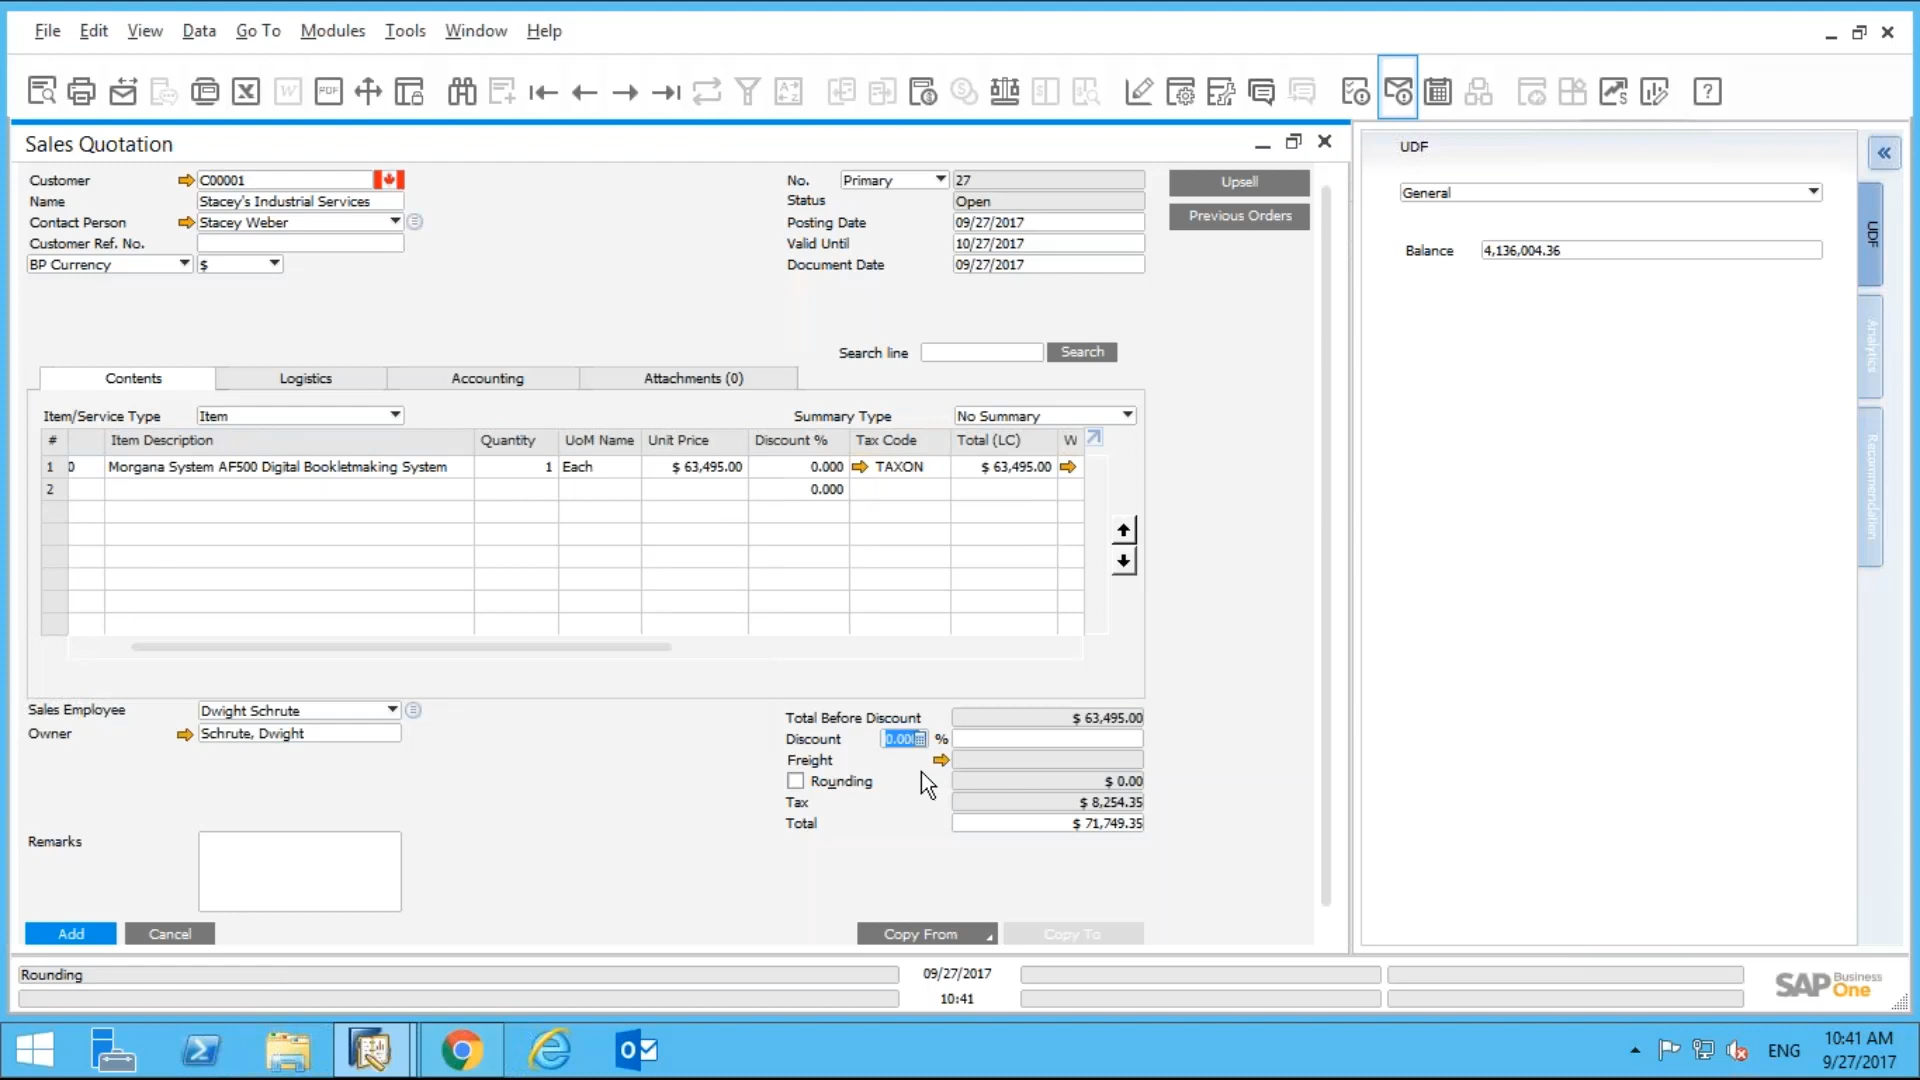 File Edit View Data Go To Modules Tools Window Help
Sales Quotation
Customer C00001
Name Stacey's Industrial Services
Contact Person Stacey Weber
Customer Ref. No.
BP Currency $
No. Primary 27
Status Open
Posting Date 09/27/2017
Valid Until 10/27/2017
Document Date 09/27/2017
Upsell
Previous Orders
UDF
General
Balance 4,136,004.36
UDF
Analytics
Recommendation
Search line Search
Contents Logistics Accounting Attachments (0)
Item/Service Type Item Summary Type No Summary
# Item Description Quantity UoM Name Unit Price Discount % Tax Code Total (LC) W
1 0 Morgana System AF500 Digital Bookletmaking System 1 Each $ 63,495.00 0.000 TAXON $ 63,495.00
2 0.000
Sales Employee Dwight Schrute
Owner Schrute, Dwight
Total Before Discount $ 63,495.00
Discount 0.00 %
Freight
Rounding $ 0.00
Tax $ 8,254.35
Total $ 71,749.35
Remarks
Add Cancel Copy From Copy To
Rounding 09/27/2017
10:41
SAP Business One
ENG
10:41 AM
9/27/2017